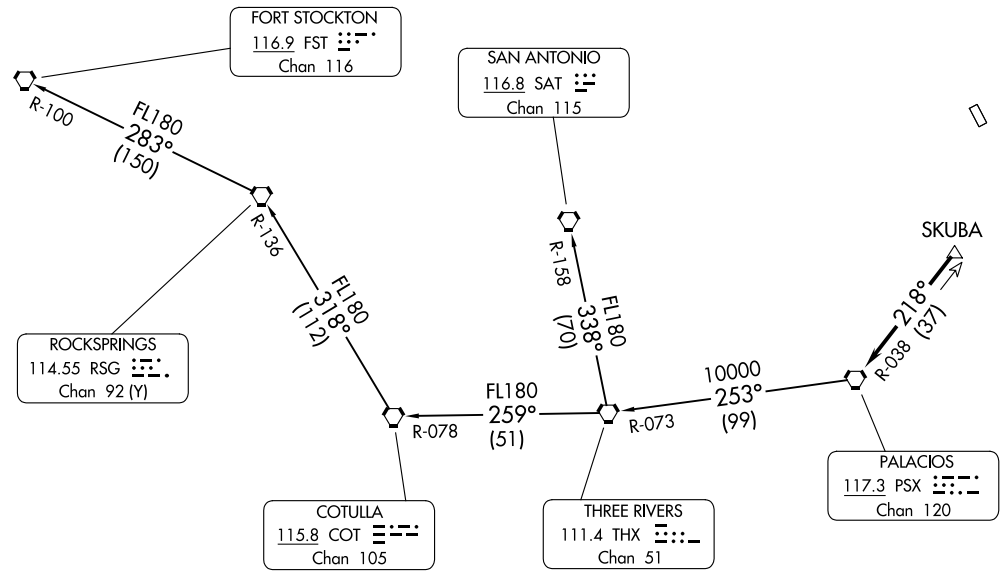 FORT STOCKTON
116.9 FST
Chan 116
SAN ANTONIO
116.8 SAT
Chan 115
R-100
FL180
283°
(150)
R-136
R-158
SKUBA
FL180
318°
(112)
FL180
338°
(70)
218°
(37)
R-038
ROCKSPRINGS
114.55 RSG
Chan 92 (Y)
10000
253°
(99)
FL180
259°
(51)
R-078
R-073
PALACIOS
117.3 PSX
Chan 120
COTULLA
115.8 COT
Chan 105
THREE RIVERS
111.4 THX
Chan 51